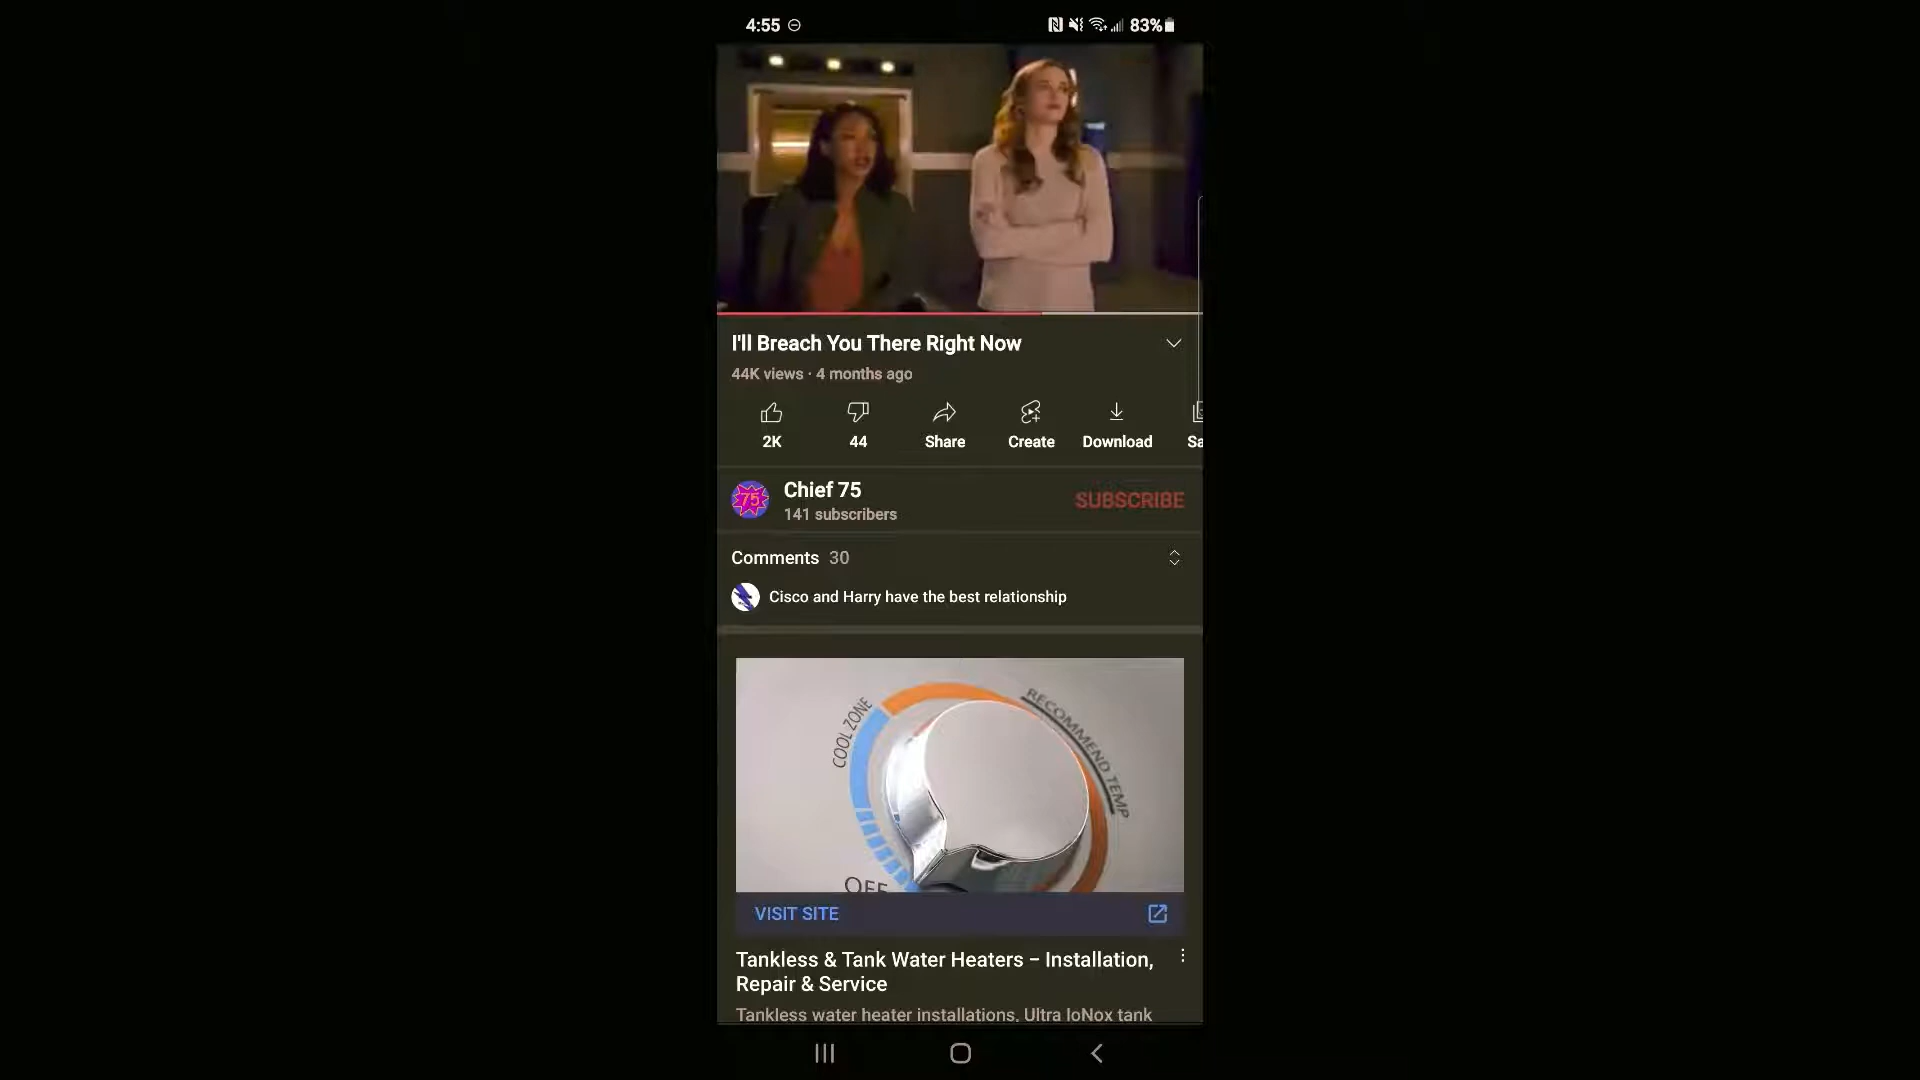 4:55
83%
I'll Breach You There Right Now
44K views · 4 months ago
2K
44
Share
Create
Download
Sa
75
Chief 75
141 subscribers
SUBSCRIBE
Comments 30
Cisco and Harry have the best relationship
COOL ZONE
RECOMMEND TEMP
OFF
VISIT SITE
Tankless & Tank Water Heaters – Installation,
Repair & Service
Tankless water heater installations, Ultra IoNox tank